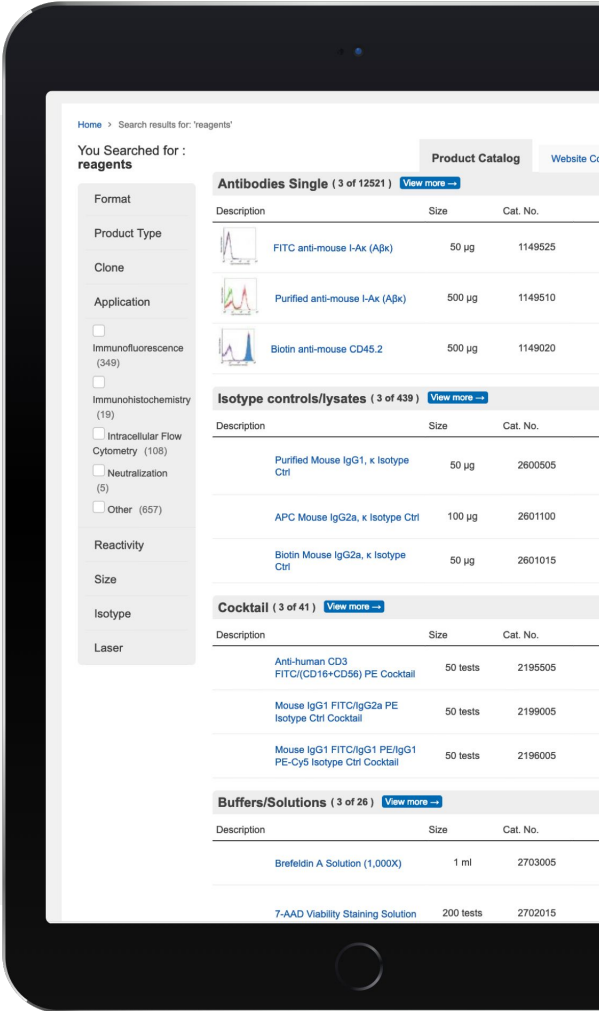 Home > Search results for: 'reagents'
You Searched for :
reagents
Product Catalog
Website Co
Format
Product Type
Clone
Application
Immunofluorescence
(349)
Immunohistochemistry
(19)
Intracellular Flow
Cytometry (108)
Neutralization
(5)
Other (657)
Reactivity
Size
Isotype
Laser
Antibodies Single ( 3 of 12521 ) View more →
Description Size Cat. No.
FITC anti-mouse I-Aκ (Aβκ) 50 µg 1149525
Purified anti-mouse I-Aκ (Aβκ) 500 µg 1149510
Biotin anti-mouse CD45.2 500 µg 1149020
Isotype controls/lysates ( 3 of 439 ) View more →
Description Size Cat. No.
Purified Mouse IgG1, κ Isotype
Ctrl 50 µg 2600505
APC Mouse IgG2a, κ Isotype Ctrl 100 µg 2601100
Biotin Mouse IgG2a, κ Isotype
Ctrl 50 µg 2601015
Cocktail ( 3 of 41 ) View more →
Description Size Cat. No.
Anti-human CD3
FITC/(CD16+CD56) PE Cocktail 50 tests 2195505
Mouse IgG1 FITC/IgG2a PE
Isotype Ctrl Cocktail 50 tests 2199005
Mouse IgG1 FITC/IgG1 PE/IgG1
PE-Cy5 Isotype Ctrl Cocktail 50 tests 2196005
Buffers/Solutions ( 3 of 26 ) View more →
Description Size Cat. No.
Brefeldin A Solution (1,000X) 1 ml 2703005
7-AAD Viability Staining Solution 200 tests 2702015